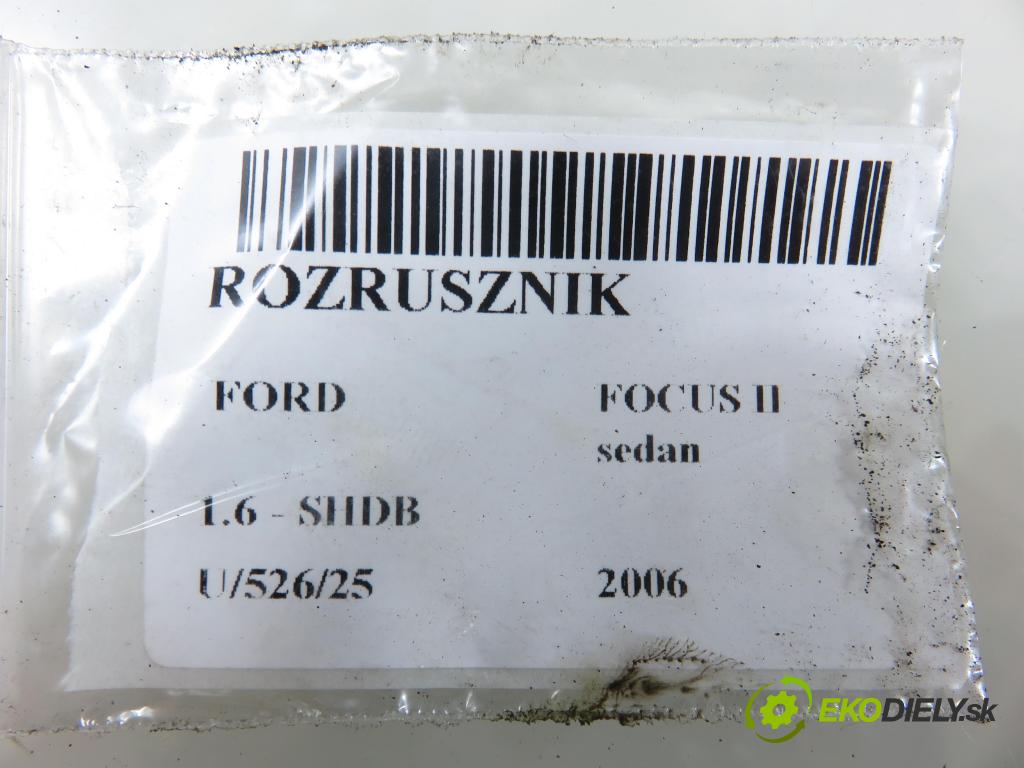 ROZRUSZNIK
FORD FOCUS II
sedan
1.6 - SHDB
U/526/25 2006
EKODIELY.sk